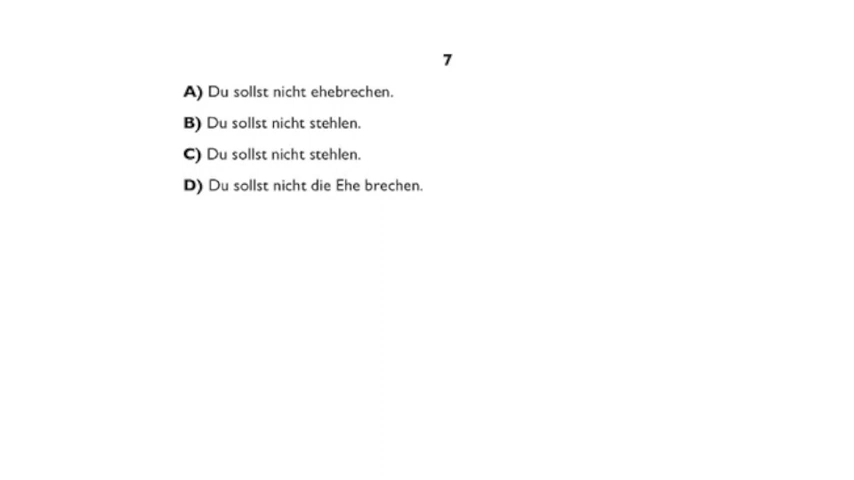 7
A) Du sollst nicht ehebrechen.
B) Du sollst nicht stehlen.
C) Du sollst nicht stehlen.
D) Du sollst nicht die Ehe brechen.